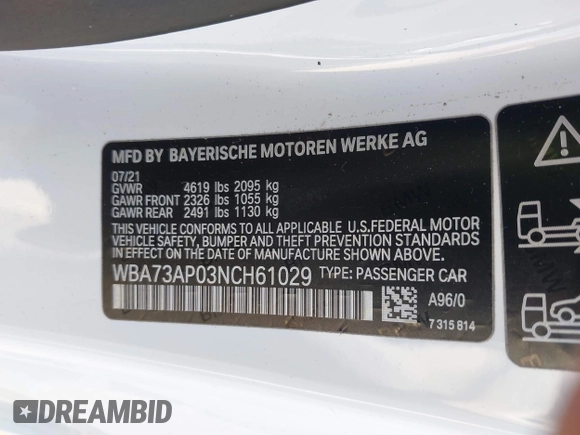 MFD BY BAYERISCHE MOTOREN WERKE AG
07/21
GVWR 4619 lbs 2095 kg
GAWR FRONT 2326 lbs 1055 kg
GAWR REAR 2491 lbs 1130 kg
THIS VEHICLE CONFORMS TO ALL APPLICABLE U.S.FEDERAL MOTOR
VEHICLE SAFETY, BUMPER, AND THEFT PREVENTION STANDARDS
IN EFFECT ON THE DATE OF MANUFACTURE SHOWN ABOVE.
WBA73AP03NCH61029 TYPE: PASSENGER CAR
A96/0
7 315 814
DREAMBID